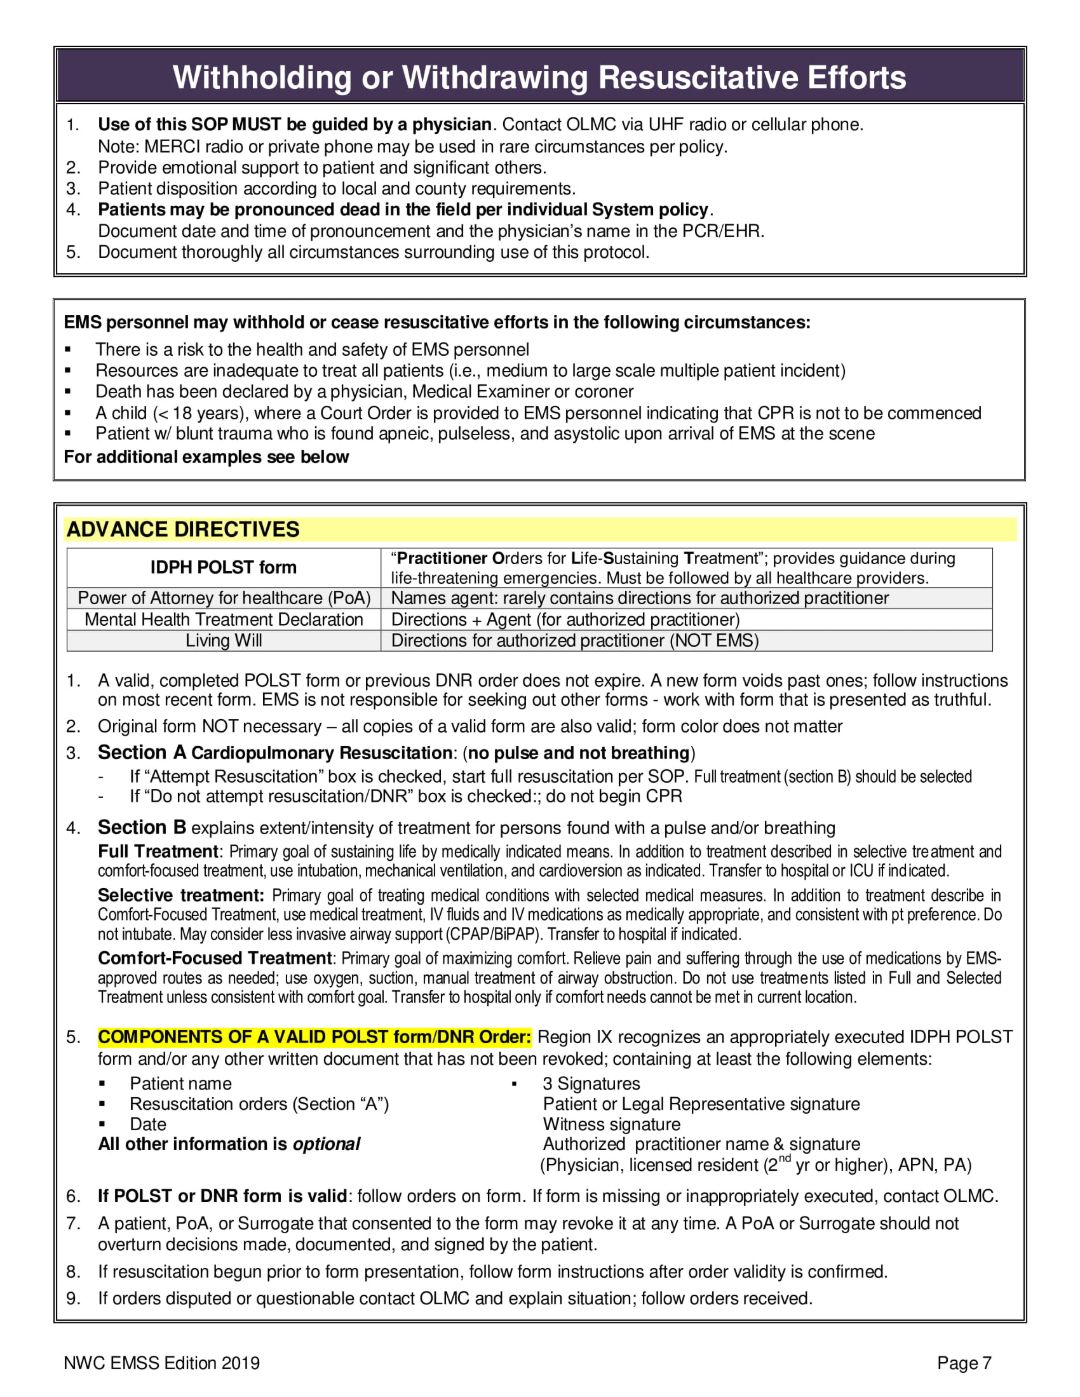 Withholding or Withdrawing Resuscitative Efforts
1. Use of this SOP MUST be guided by a physician. Contact OLMC via UHF radio or cellular phone.
Note: MERCI radio or private phone may be used in rare circumstances per policy.
2. Provide emotional support to patient and significant others.
3. Patient disposition according to local and county requirements.
4. Patients may be pronounced dead in the field per individual System policy.
Document date and time of pronouncement and the physician's name in the PCR/EHR.
5. Document thoroughly all circumstances surrounding use of this protocol.
EMS personnel may withhold or cease resuscitative efforts in the following circumstances:
▪ There is a risk to the health and safety of EMS personnel
▪ Resources are inadequate to treat all patients (i.e., medium to large scale multiple patient incident)
▪ Death has been declared by a physician, Medical Examiner or coroner
▪ A child (< 18 years), where a Court Order is provided to EMS personnel indicating that CPR is not to be commenced
▪ Patient w/ blunt trauma who is found apneic, pulseless, and asystolic upon arrival of EMS at the scene
For additional examples see below
ADVANCE DIRECTIVES
IDPH POLST form
"Practitioner Orders for Life-Sustaining Treatment"; provides guidance during
life-threatening emergencies. Must be followed by all healthcare providers.
Power of Attorney for healthcare (PoA) Names agent: rarely contains directions for authorized practitioner
Mental Health Treatment Declaration Directions + Agent (for authorized practitioner)
Living Will Directions for authorized practitioner (NOT EMS)
1. A valid, completed POLST form or previous DNR order does not expire. A new form voids past ones; follow instructions
on most recent form. EMS is not responsible for seeking out other forms - work with form that is presented as truthful.
2. Original form NOT necessary – all copies of a valid form are also valid; form color does not matter
3. Section A Cardiopulmonary Resuscitation: (no pulse and not breathing)
- If "Attempt Resuscitation" box is checked, start full resuscitation per SOP. Full treatment (section B) should be selected
- If "Do not attempt resuscitation/DNR" box is checked:; do not begin CPR
4. Section B explains extent/intensity of treatment for persons found with a pulse and/or breathing
Full Treatment: Primary goal of sustaining life by medically indicated means. In addition to treatment described in selective treatment and
comfort-focused treatment, use intubation, mechanical ventilation, and cardioversion as indicated. Transfer to hospital or ICU if indicated.
Selective treatment: Primary goal of treating medical conditions with selected medical measures. In addition to treatment describe in
Comfort-Focused Treatment, use medical treatment, IV fluids and IV medications as medically appropriate, and consistent with pt preference. Do
not intubate. May consider less invasive airway support (CPAP/BiPAP). Transfer to hospital if indicated.
Comfort-Focused Treatment: Primary goal of maximizing comfort. Relieve pain and suffering through the use of medications by EMS-
approved routes as needed; use oxygen, suction, manual treatment of airway obstruction. Do not use treatments listed in Full and Selected
Treatment unless consistent with comfort goal. Transfer to hospital only if comfort needs cannot be met in current location.
5. COMPONENTS OF A VALID POLST form/DNR Order: Region IX recognizes an appropriately executed IDPH POLST
form and/or any other written document that has not been revoked; containing at least the following elements:
▪ Patient name
▪ Resuscitation orders (Section "A")
▪ Date
All other information is optional
▪ 3 Signatures
Patient or Legal Representative signature
Witness signature
Authorized practitioner name & signature
(Physician, licensed resident (2nd yr or higher), APN, PA)
6. If POLST or DNR form is valid: follow orders on form. If form is missing or inappropriately executed, contact OLMC.
7. A patient, PoA, or Surrogate that consented to the form may revoke it at any time. A PoA or Surrogate should not
overturn decisions made, documented, and signed by the patient.
8. If resuscitation begun prior to form presentation, follow form instructions after order validity is confirmed.
9. If orders disputed or questionable contact OLMC and explain situation; follow orders received.
NWC EMSS Edition 2019 Page 7